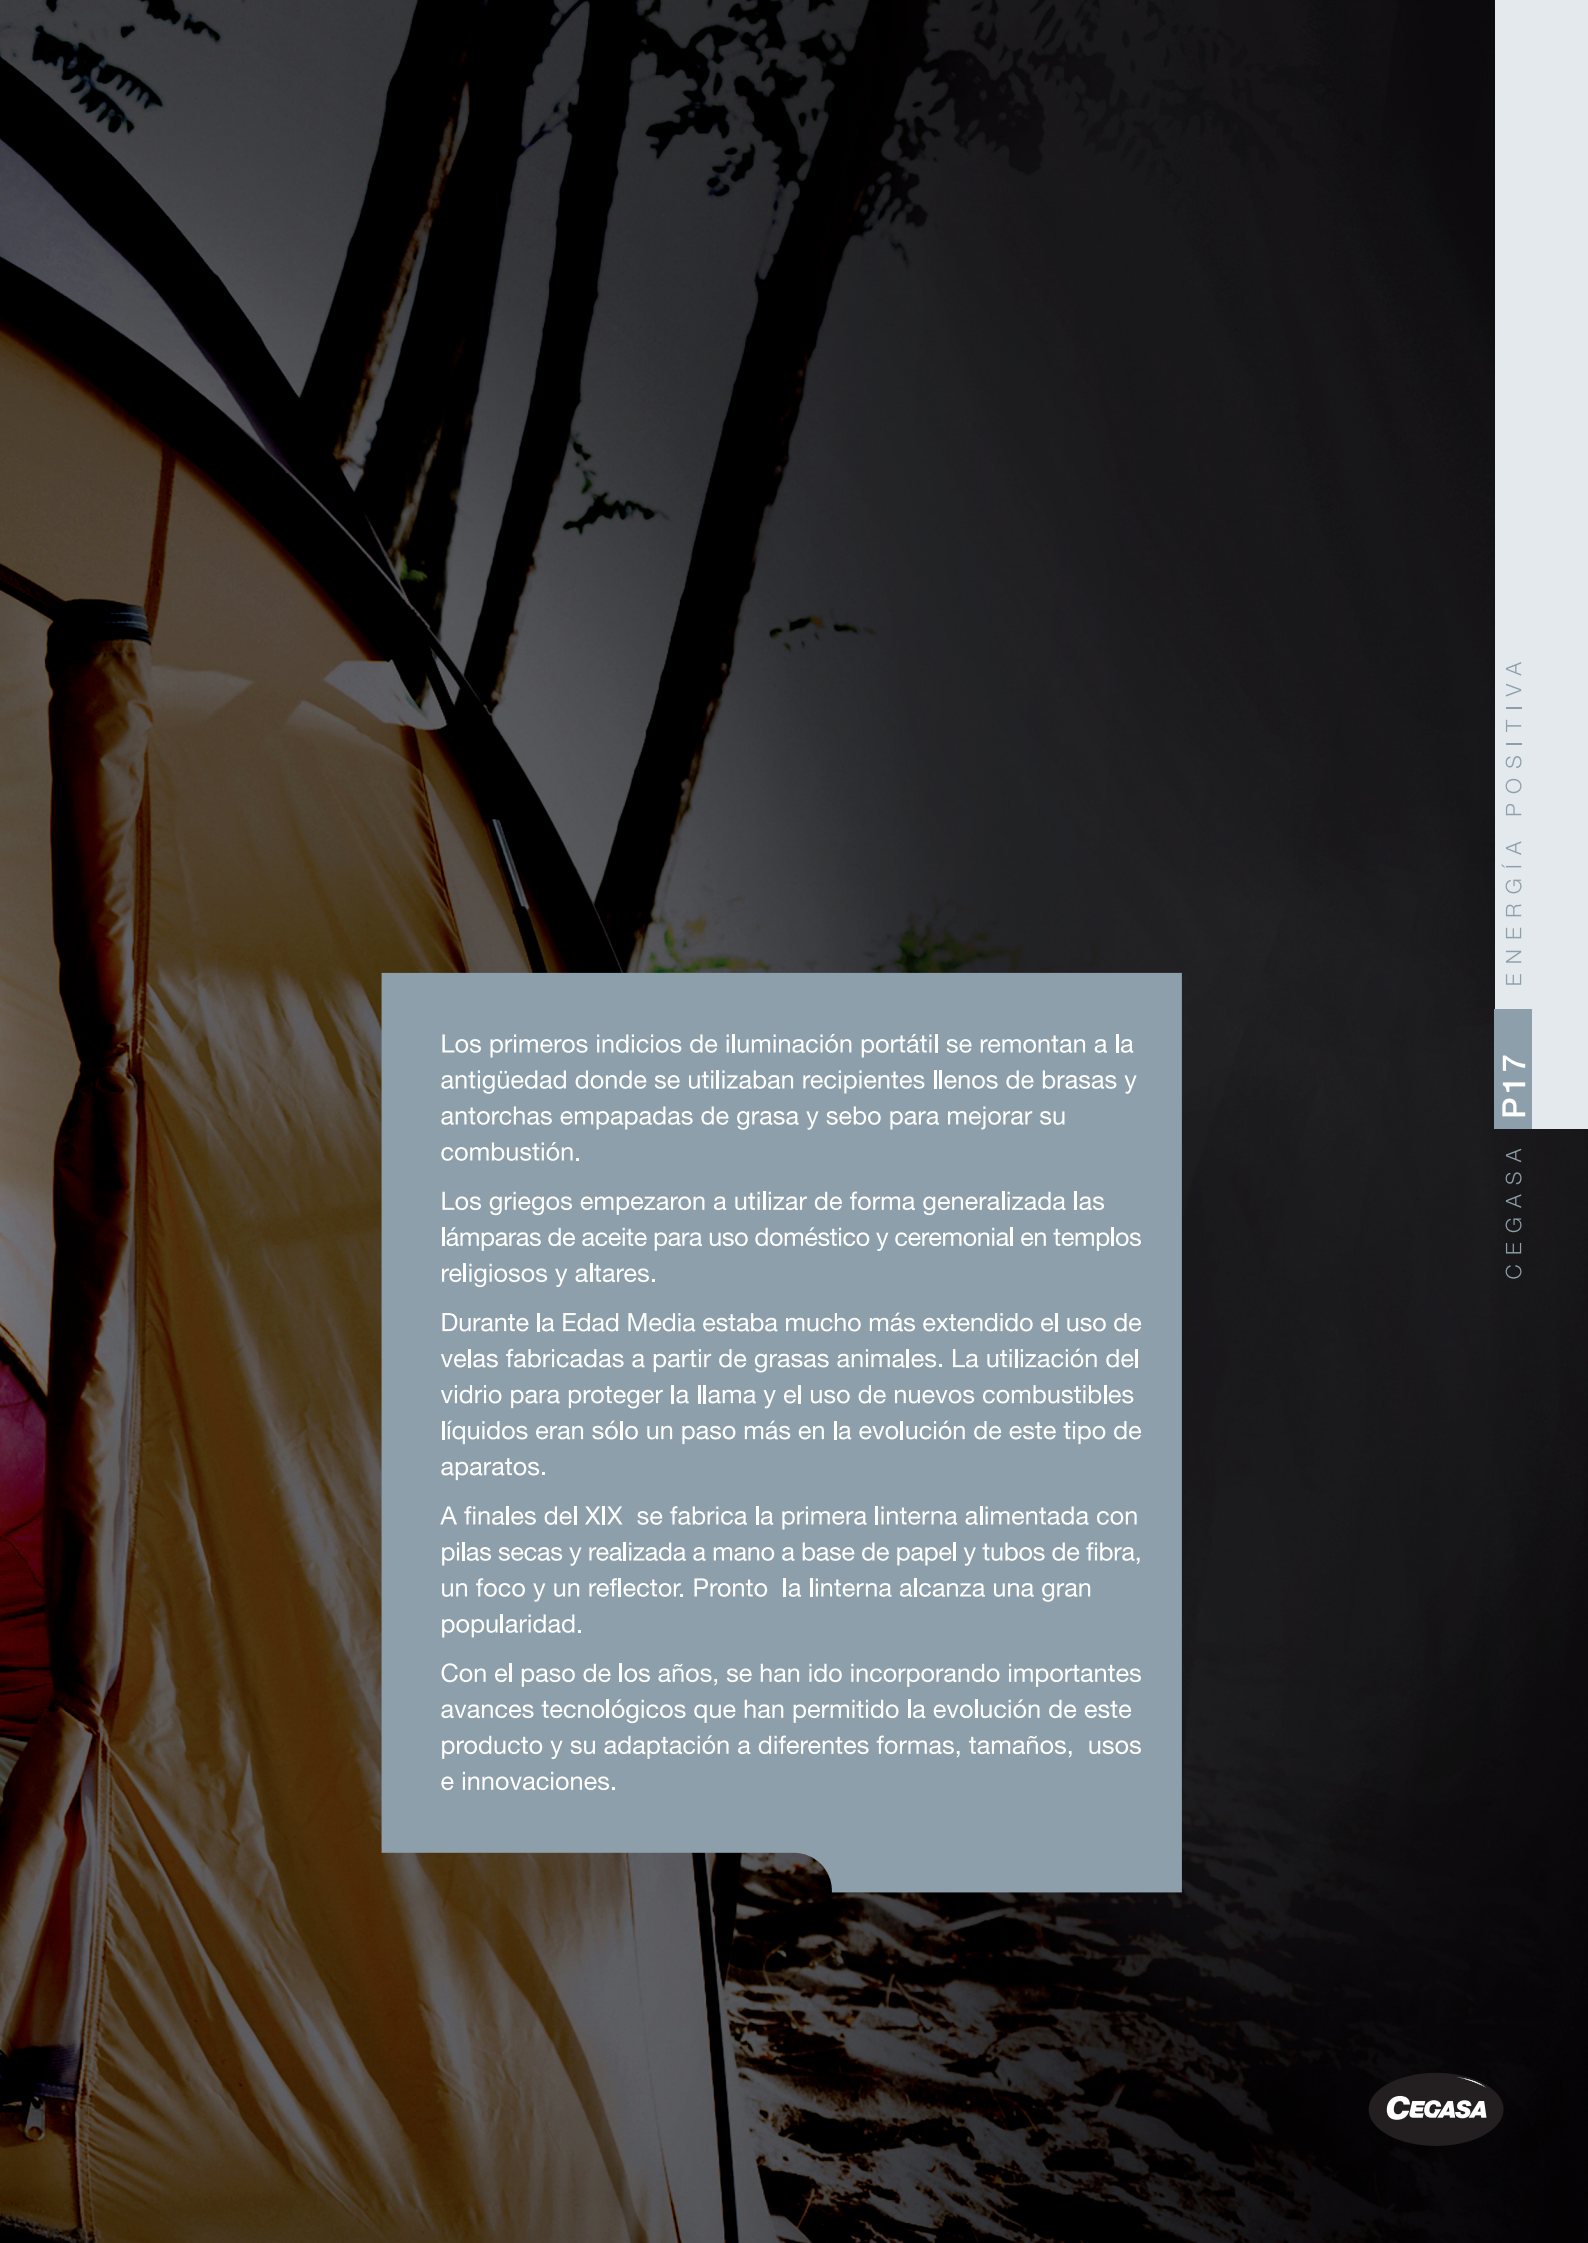 Los primeros indicios de iluminación portátil se remontan a la
antigüedad donde se utilizaban recipientes llenos de brasas y
antorchas empapadas de grasa y sebo para mejorar su
combustión.
Los griegos empezaron a utilizar de forma generalizada las
lámparas de aceite para uso doméstico y ceremonial en templos
religiosos y altares.
Durante la Edad Media estaba mucho más extendido el uso de
velas fabricadas a partir de grasas animales. La utilización del
vidrio para proteger la llama y el uso de nuevos combustibles
líquidos eran sólo un paso más en la evolución de este tipo de
aparatos.
A finales del XIX  se fabrica la primera linterna alimentada con
pilas secas y realizada a mano a base de papel y tubos de fibra,
un foco y un reflector. Pronto  la linterna alcanza una gran
popularidad.
Con el paso de los años, se han ido incorporando importantes
avances tecnológicos que han permitido la evolución de este
producto y su adaptación a diferentes formas, tamaños,  usos
e innovaciones.
CEGASA P17 ENERGÍA POSITIVA
CEGASA